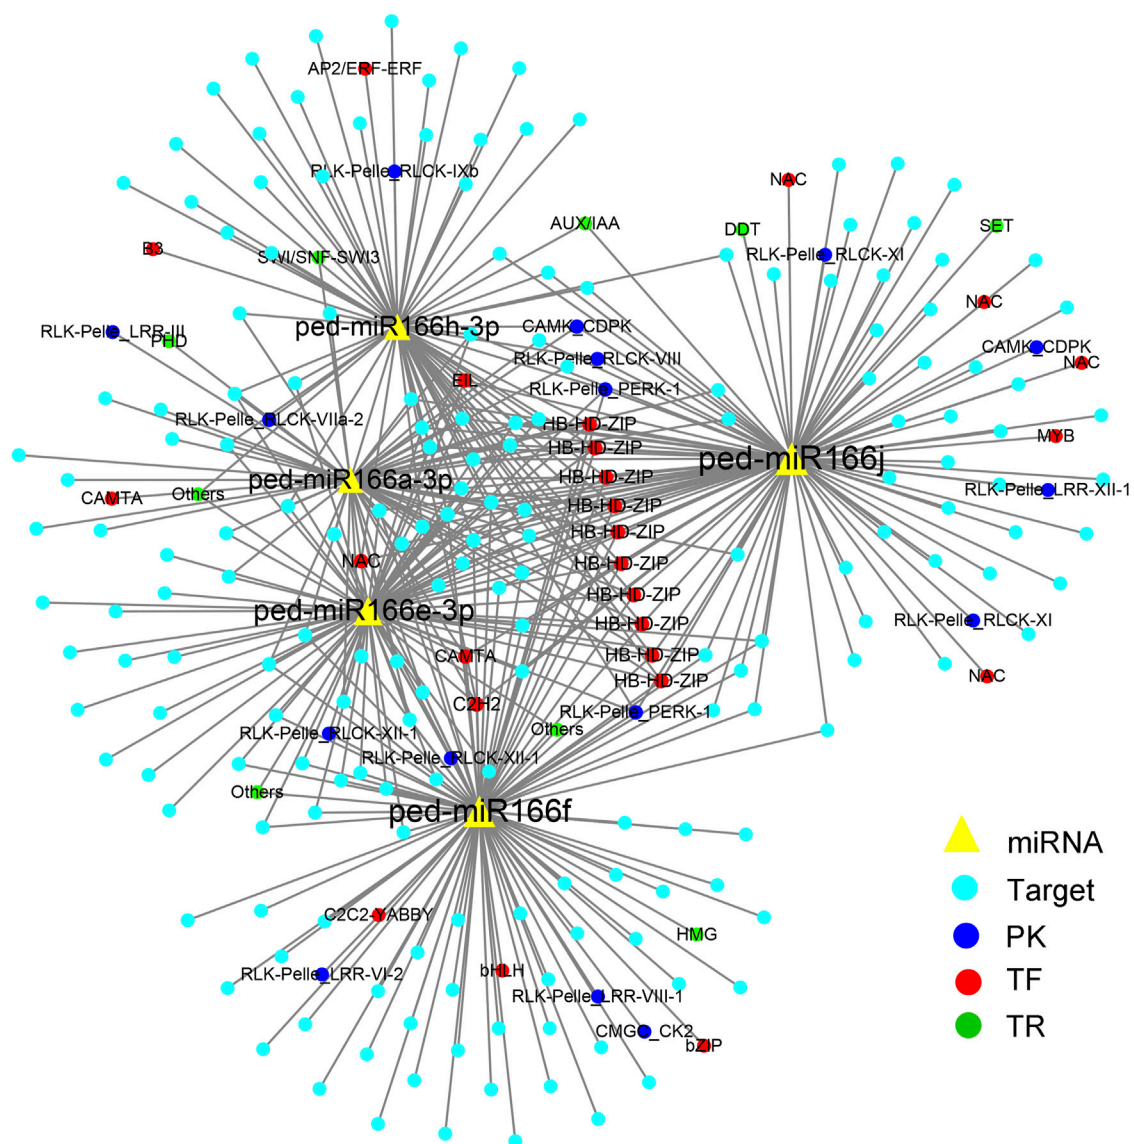 AP2/ERF-ERF
RLK-Pelle_RLCK-IXb
NAC
AUX/IAA
DDT
SET
B3
SWI/SNF-SWI3
RLK-Pelle_RLCK-XI
NAC
ped-miR166h-3p
CAMK_CDPK
RLK-Pelle_LRR-III
PHD
CAMK_CDPK
RLK-Pelle_RLCK-VIII
NAC
EIL
RLK-Pelle_PERK-1
RLK-Pelle_RLCK-VIIa-2
HB-HD-ZIP
MYB
HB-HD-ZIP
ped-miR166j
ped-miR166a-3p
HB-HD-ZIP
RLK-Pelle_LRR-XII-1
CAMTA
Others
HB-HD-ZIP
HB-HD-ZIP
NAC
HB-HD-ZIP
HB-HD-ZIP
ped-miR166e-3p
HB-HD-ZIP
RLK-Pelle_RLCK-XI
CAMTA
HB-HD-ZIP
HB-HD-ZIP
NAC
C2H2
RLK-Pelle_PERK-1
RLK-Pelle_RLCK-XII-1
Others
RLK-Pelle_RLCK-XII-1
Others
ped-miR166f
miRNA
Target
C2C2-YABBY
HMG
PK
RLK-Pelle_LRR-VI-2
bHLH
TF
RLK-Pelle_LRR-VIII-1
CMGC_CK2
TR
bZIP